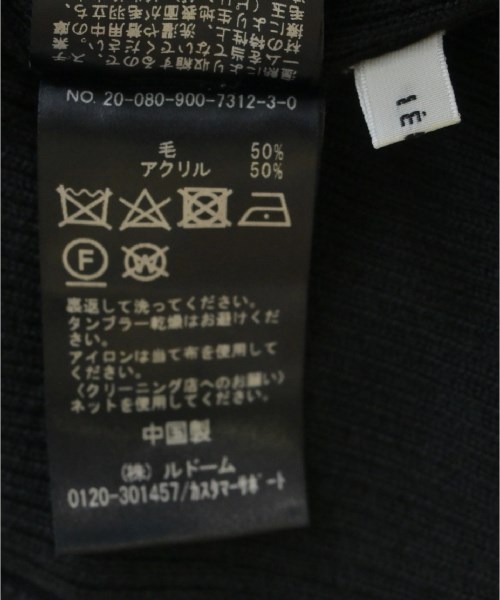 NO. 20-080-900-7312-3-0
毛 50%
アクリル 50%
F
W
裏返して洗ってください。
タンブラー乾燥はお避けくだ
さい。
アイロンは当て布を使用して
ください。
〈クリーニング店へのお願い〉
ネットを使用してください。
中国製
(株)ルドーム
0120-301457/カスタマーサポート